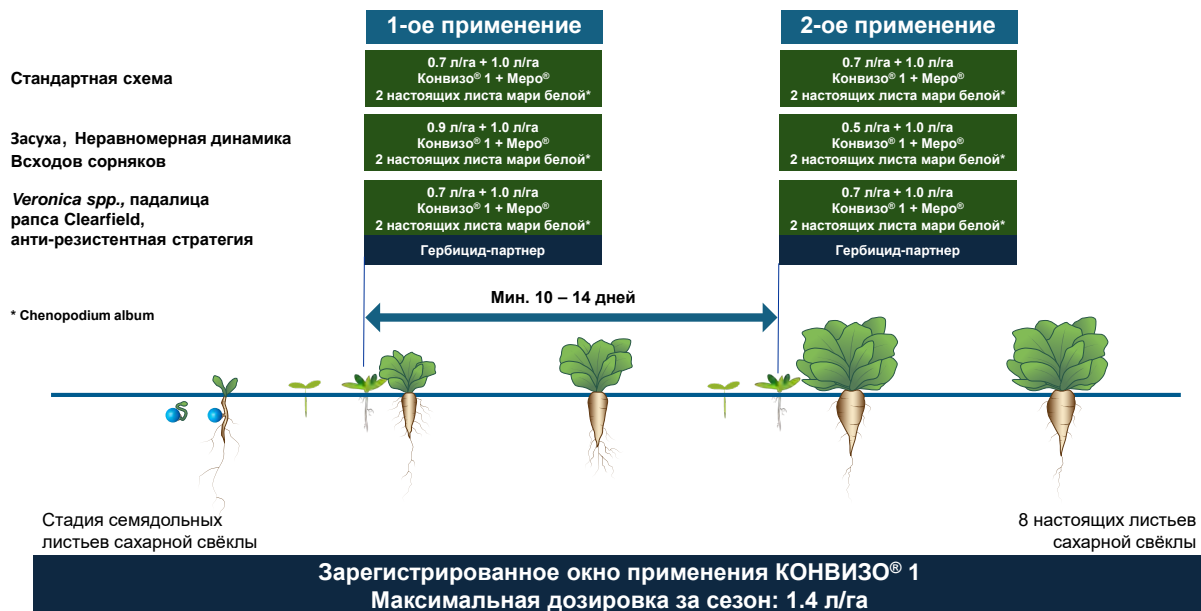 1-ое применение
2-ое применение
Стандартная схема
0.7 л/га + 1.0 л/га
Конвизо® 1 + Меро®
2 настоящих листа мари белой*
0.7 л/га + 1.0 л/га
Конвизо® 1 + Меро®
2 настоящих листа мари белой*
Засуха, Неравномерная динамика
Всходов сорняков
0.9 л/га + 1.0 л/га
Конвизо® 1 + Меро®
2 настоящих листа мари белой*
0.5 л/га + 1.0 л/га
Конвизо® 1 + Меро®
2 настоящих листа мари белой*
Veronica spp., падалица
рапса Clearfield,
анти-резистентная стратегия
0.7 л/га + 1.0 л/га
Конвизо® 1 + Меро®
2 настоящих листа мари белой*
Гербицид-партнер
0.7 л/га + 1.0 л/га
Конвизо® 1 + Меро®
2 настоящих листа мари белой*
Гербицид-партнер
Мин. 10 – 14 дней
* Chenopodium album
Стадия семядольных
листьев сахарной свёклы
8 настоящих листьев
сахарной свёклы
Зарегистрированное окно применения КОНВИЗО® 1
Максимальная дозировка за сезон: 1.4 л/га